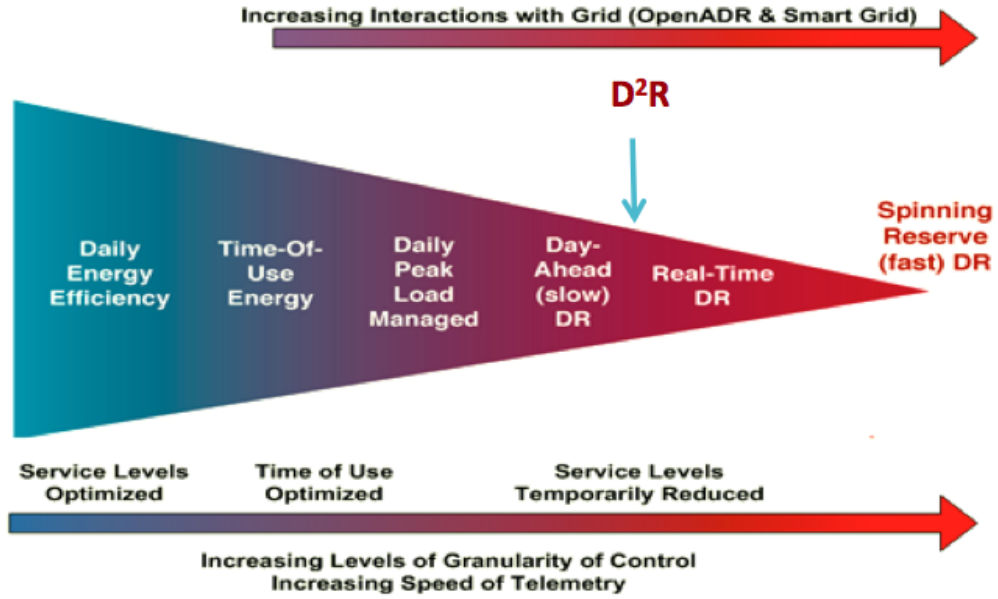 Increasing Interactions with Grid (OpenADR & Smart Grid)
D²R
Daily
Energy
Efficiency
Time-Of-
Use
Energy
Daily
Peak
Load
Managed
Day-
Ahead
(slow)
DR
Real-Time
DR
Spinning
Reserve
(fast) DR
Service Levels
Optimized
Time of Use
Optimized
Service Levels
Temporarily Reduced
Increasing Levels of Granularity of Control
Increasing Speed of Telemetry